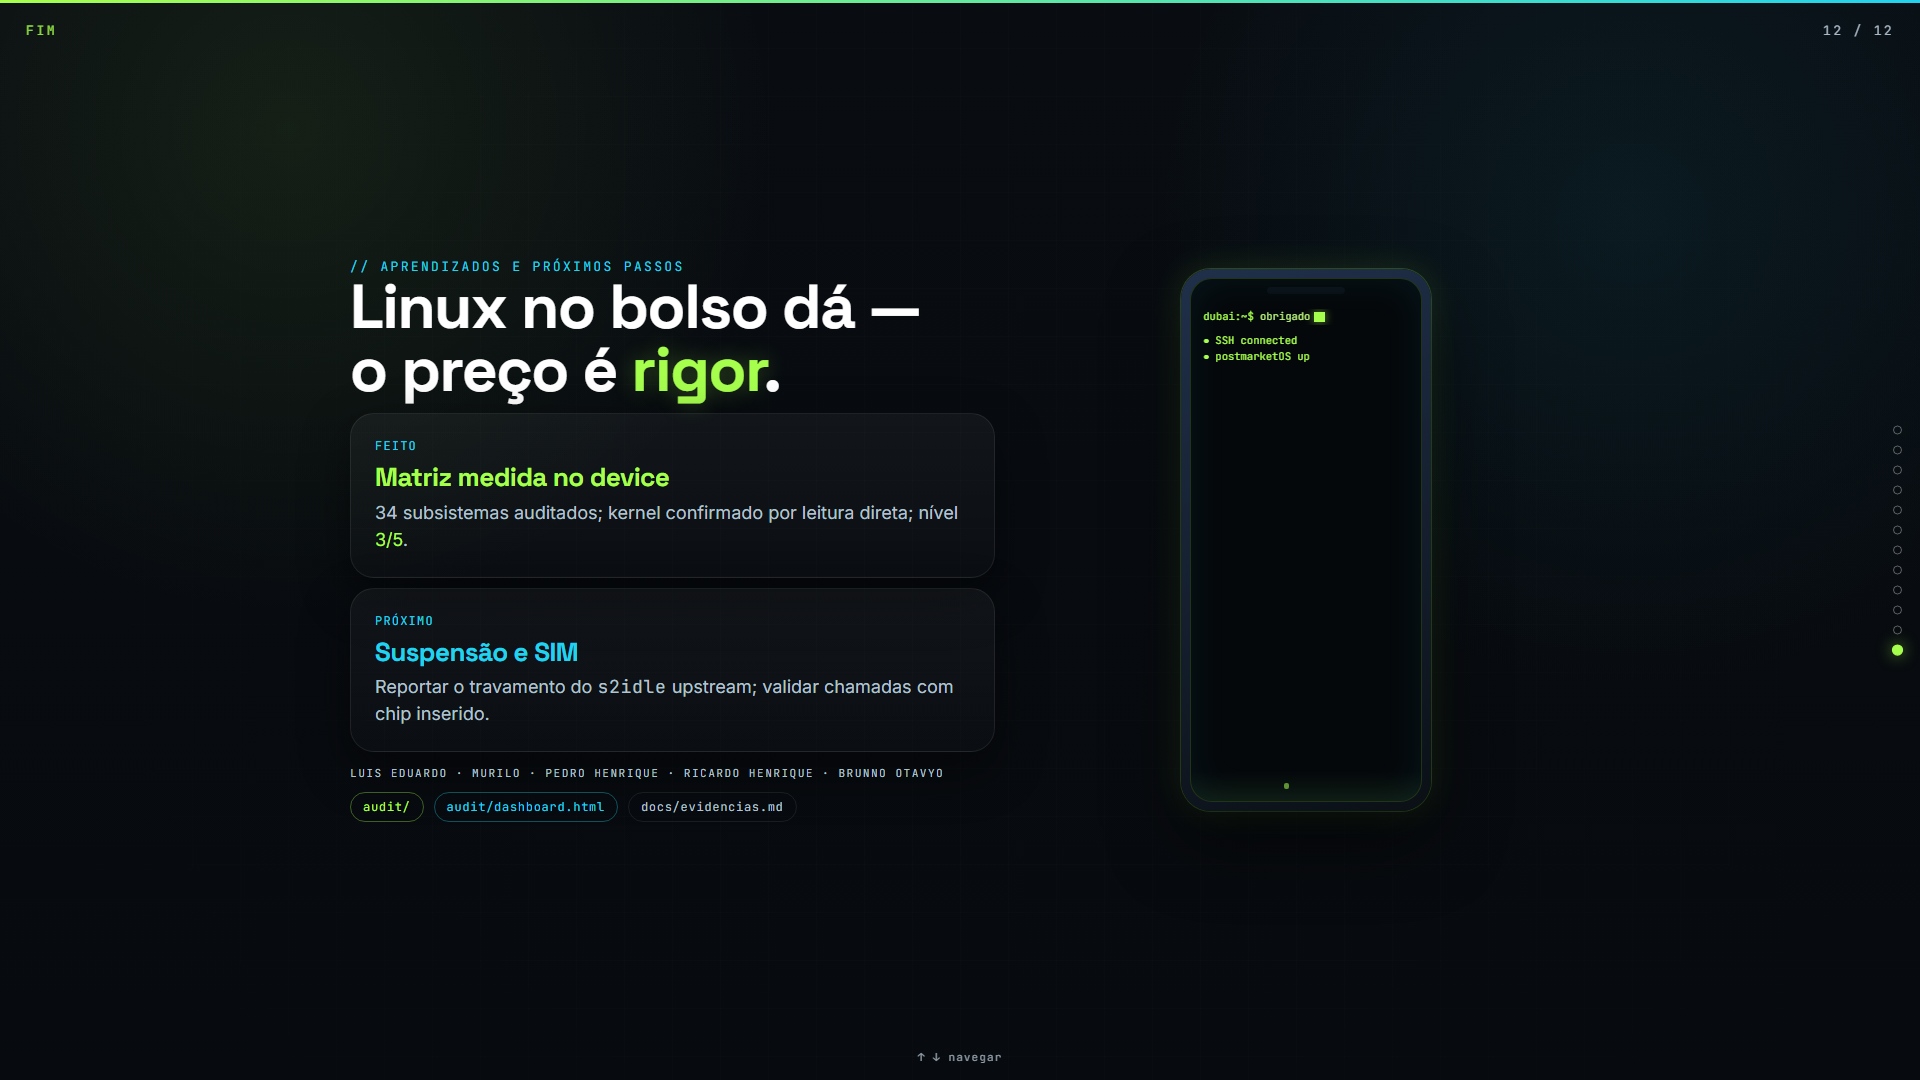 FIM
12 / 12
// APRENDIZADOS E PRÓXIMOS PASSOS
Linux no bolso dá —
o preço é rigor.
FEITO
Matriz medida no device
34 subsistemas auditados; kernel confirmado por leitura direta; nível
3/5.
PRÓXIMO
Suspensão e SIM
Reportar o travamento do s2idle upstream; validar chamadas com
chip inserido.
LUIS EDUARDO · MURILO · PEDRO HENRIQUE · RICARDO HENRIQUE · BRUNNO OTAVYO
audit/ audit/dashboard.html docs/evidencias.md
dubai:~$ obrigado
• SSH connected
• postmarketOS up
↑ ↓ navegar